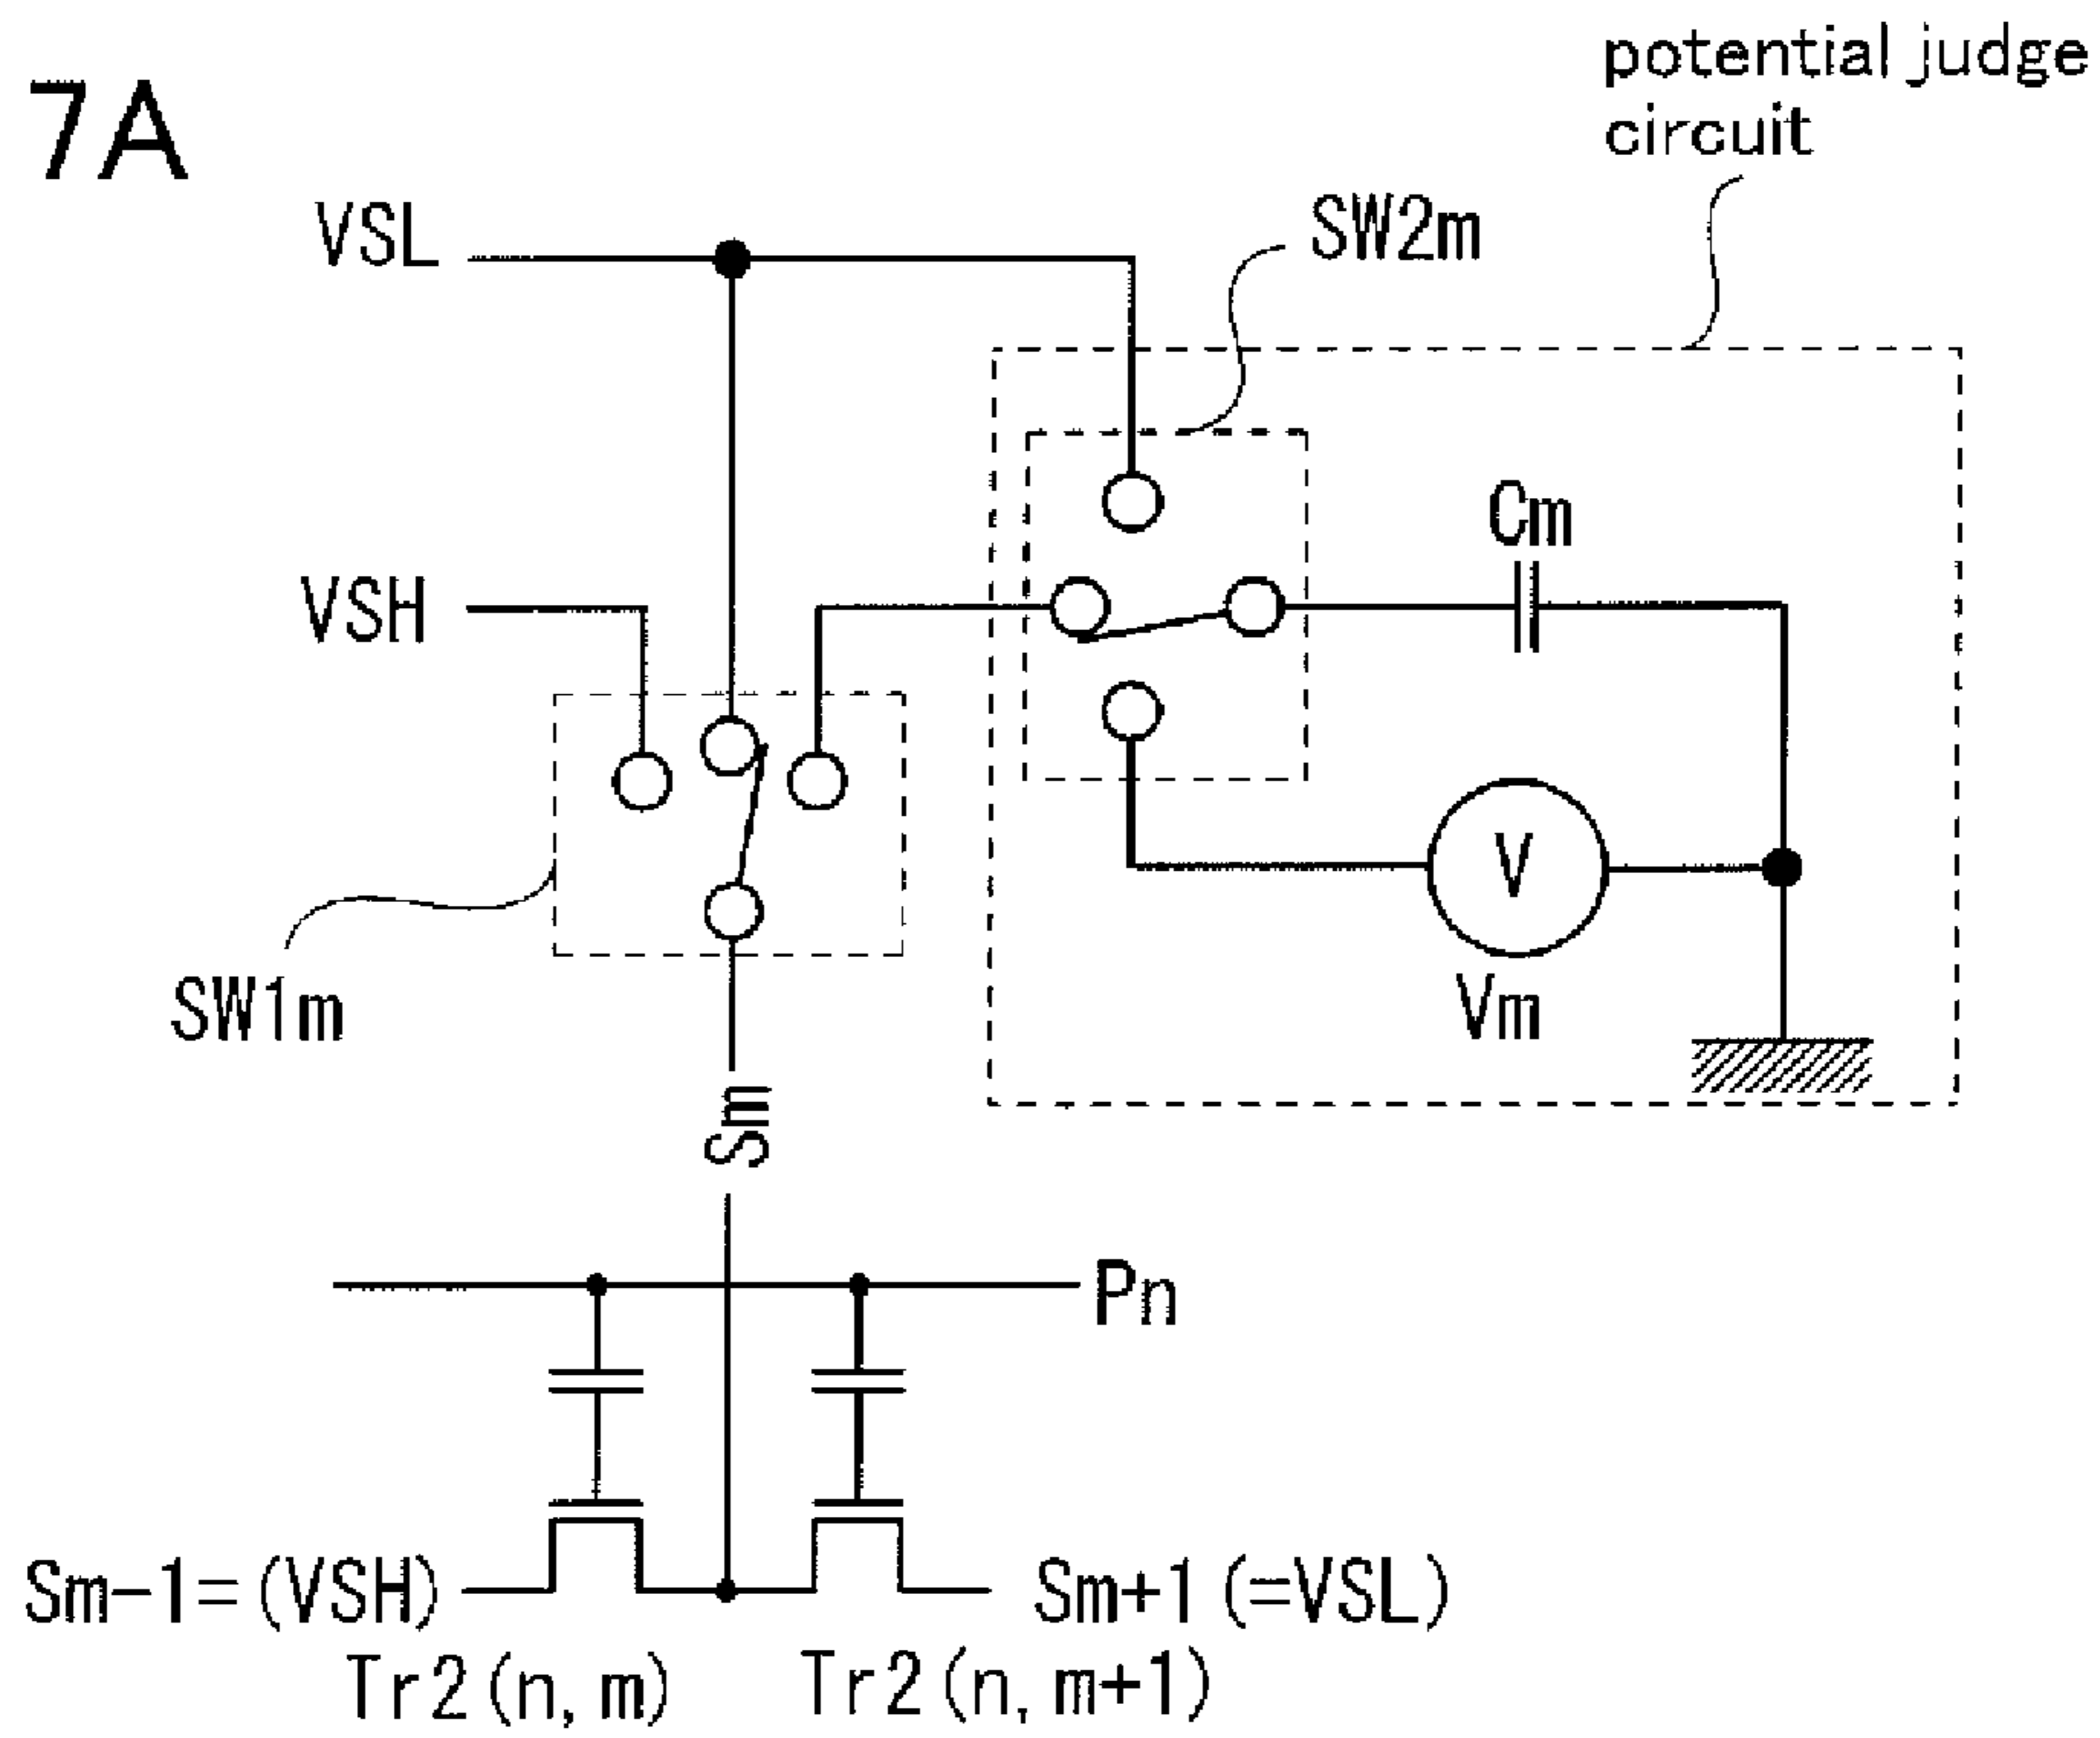 7A
potential judge
circuit
VSL
SW2m
Cm
VSH
V
SW1m
Vm
Sm
Pn
Sm-1=(VSH)
Sm+1(=VSL)
Tr2(n,m)
Tr2(n,m+1)